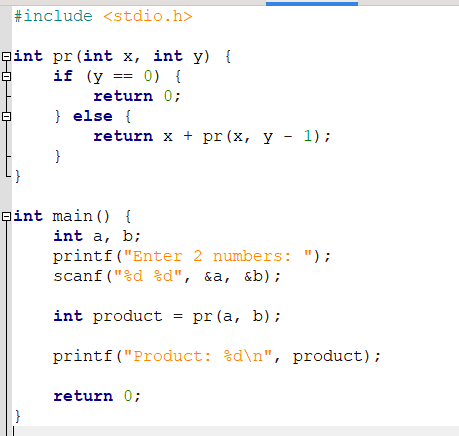 #include <stdio.h>
int pr(int x, int y) {
    if (y == 0) {
        return 0;
    } else {
        return x + pr(x, y - 1);
    }
}
int main() {
    int a, b;
    printf("Enter 2 numbers: ");
    scanf("%d %d", &a, &b);
    int product = pr(a, b);
    printf("Product: %d\n", product);
    return 0;
}